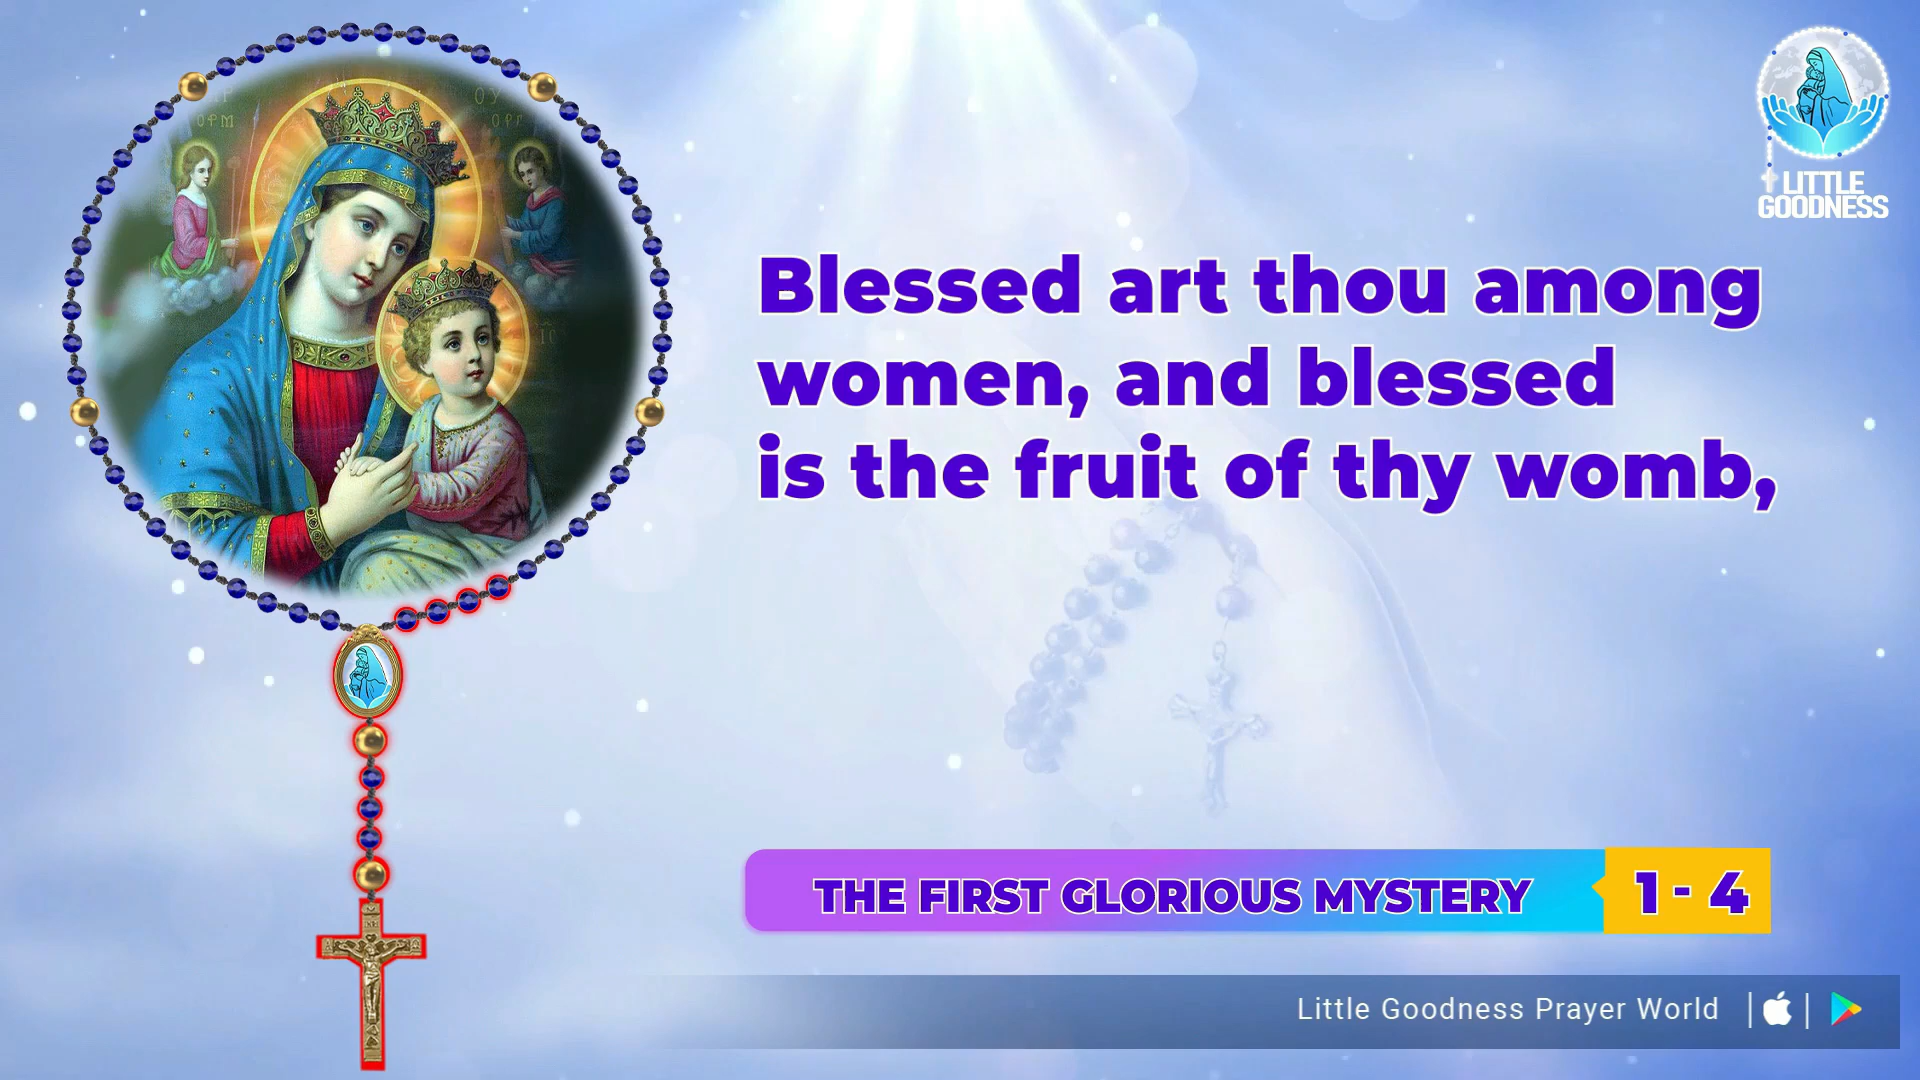 LITTLE
GOODNESS
Blessed art thou among
women, and blessed
is the fruit of thy womb,
THE FIRST GLORIOUS MYSTERY 1 - 4
Little Goodness Prayer World